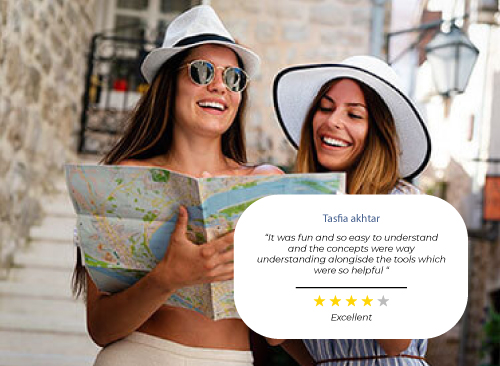 Tasfia akhtar
“It was fun and so easy to understand
and the concepts were way
understanding alongisde the tools which
were so helpful “
Excellent